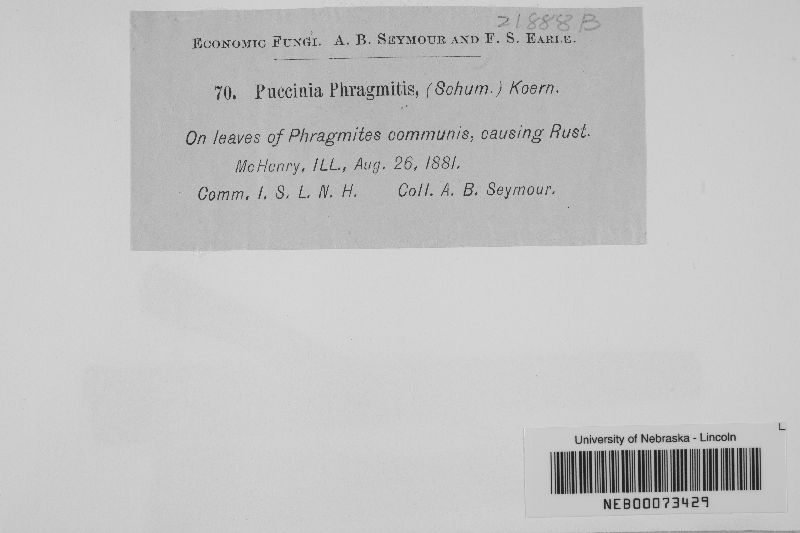 21888 B
ECONOMIC FUNGI. A. B. SEYMOUR AND F. S. EARLE.
70. Puccinia Phragmitis, (Schum.) Koern.
On leaves of Phragmites communis, causing Rust.
McHenry, ILL., Aug. 26, 1881.
Comm. I. S. L. N. H. Coll. A. B. Seymour.
University of Nebraska - Lincoln
NEB00073429